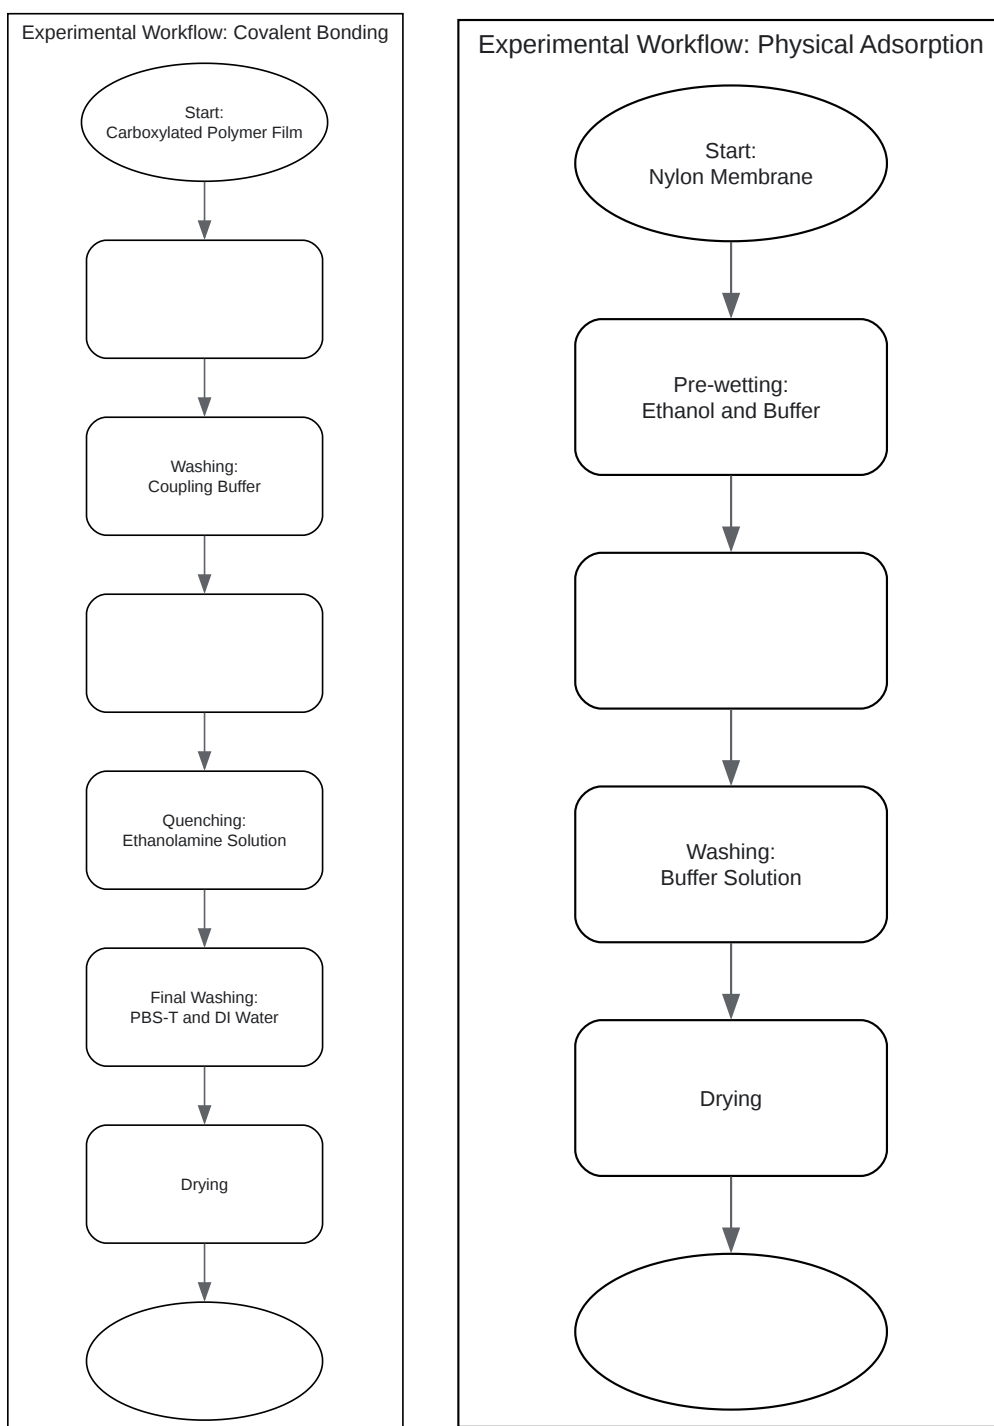 Experimental Workflow: Covalent Bonding
Start:
Carboxylated Polymer Film
Washing:
Coupling Buffer
Quenching:
Ethanolamine Solution
Final Washing:
PBS-T and DI Water
Drying
Experimental Workflow: Physical Adsorption
Start:
Nylon Membrane
Pre-wetting:
Ethanol and Buffer
Washing:
Buffer Solution
Drying